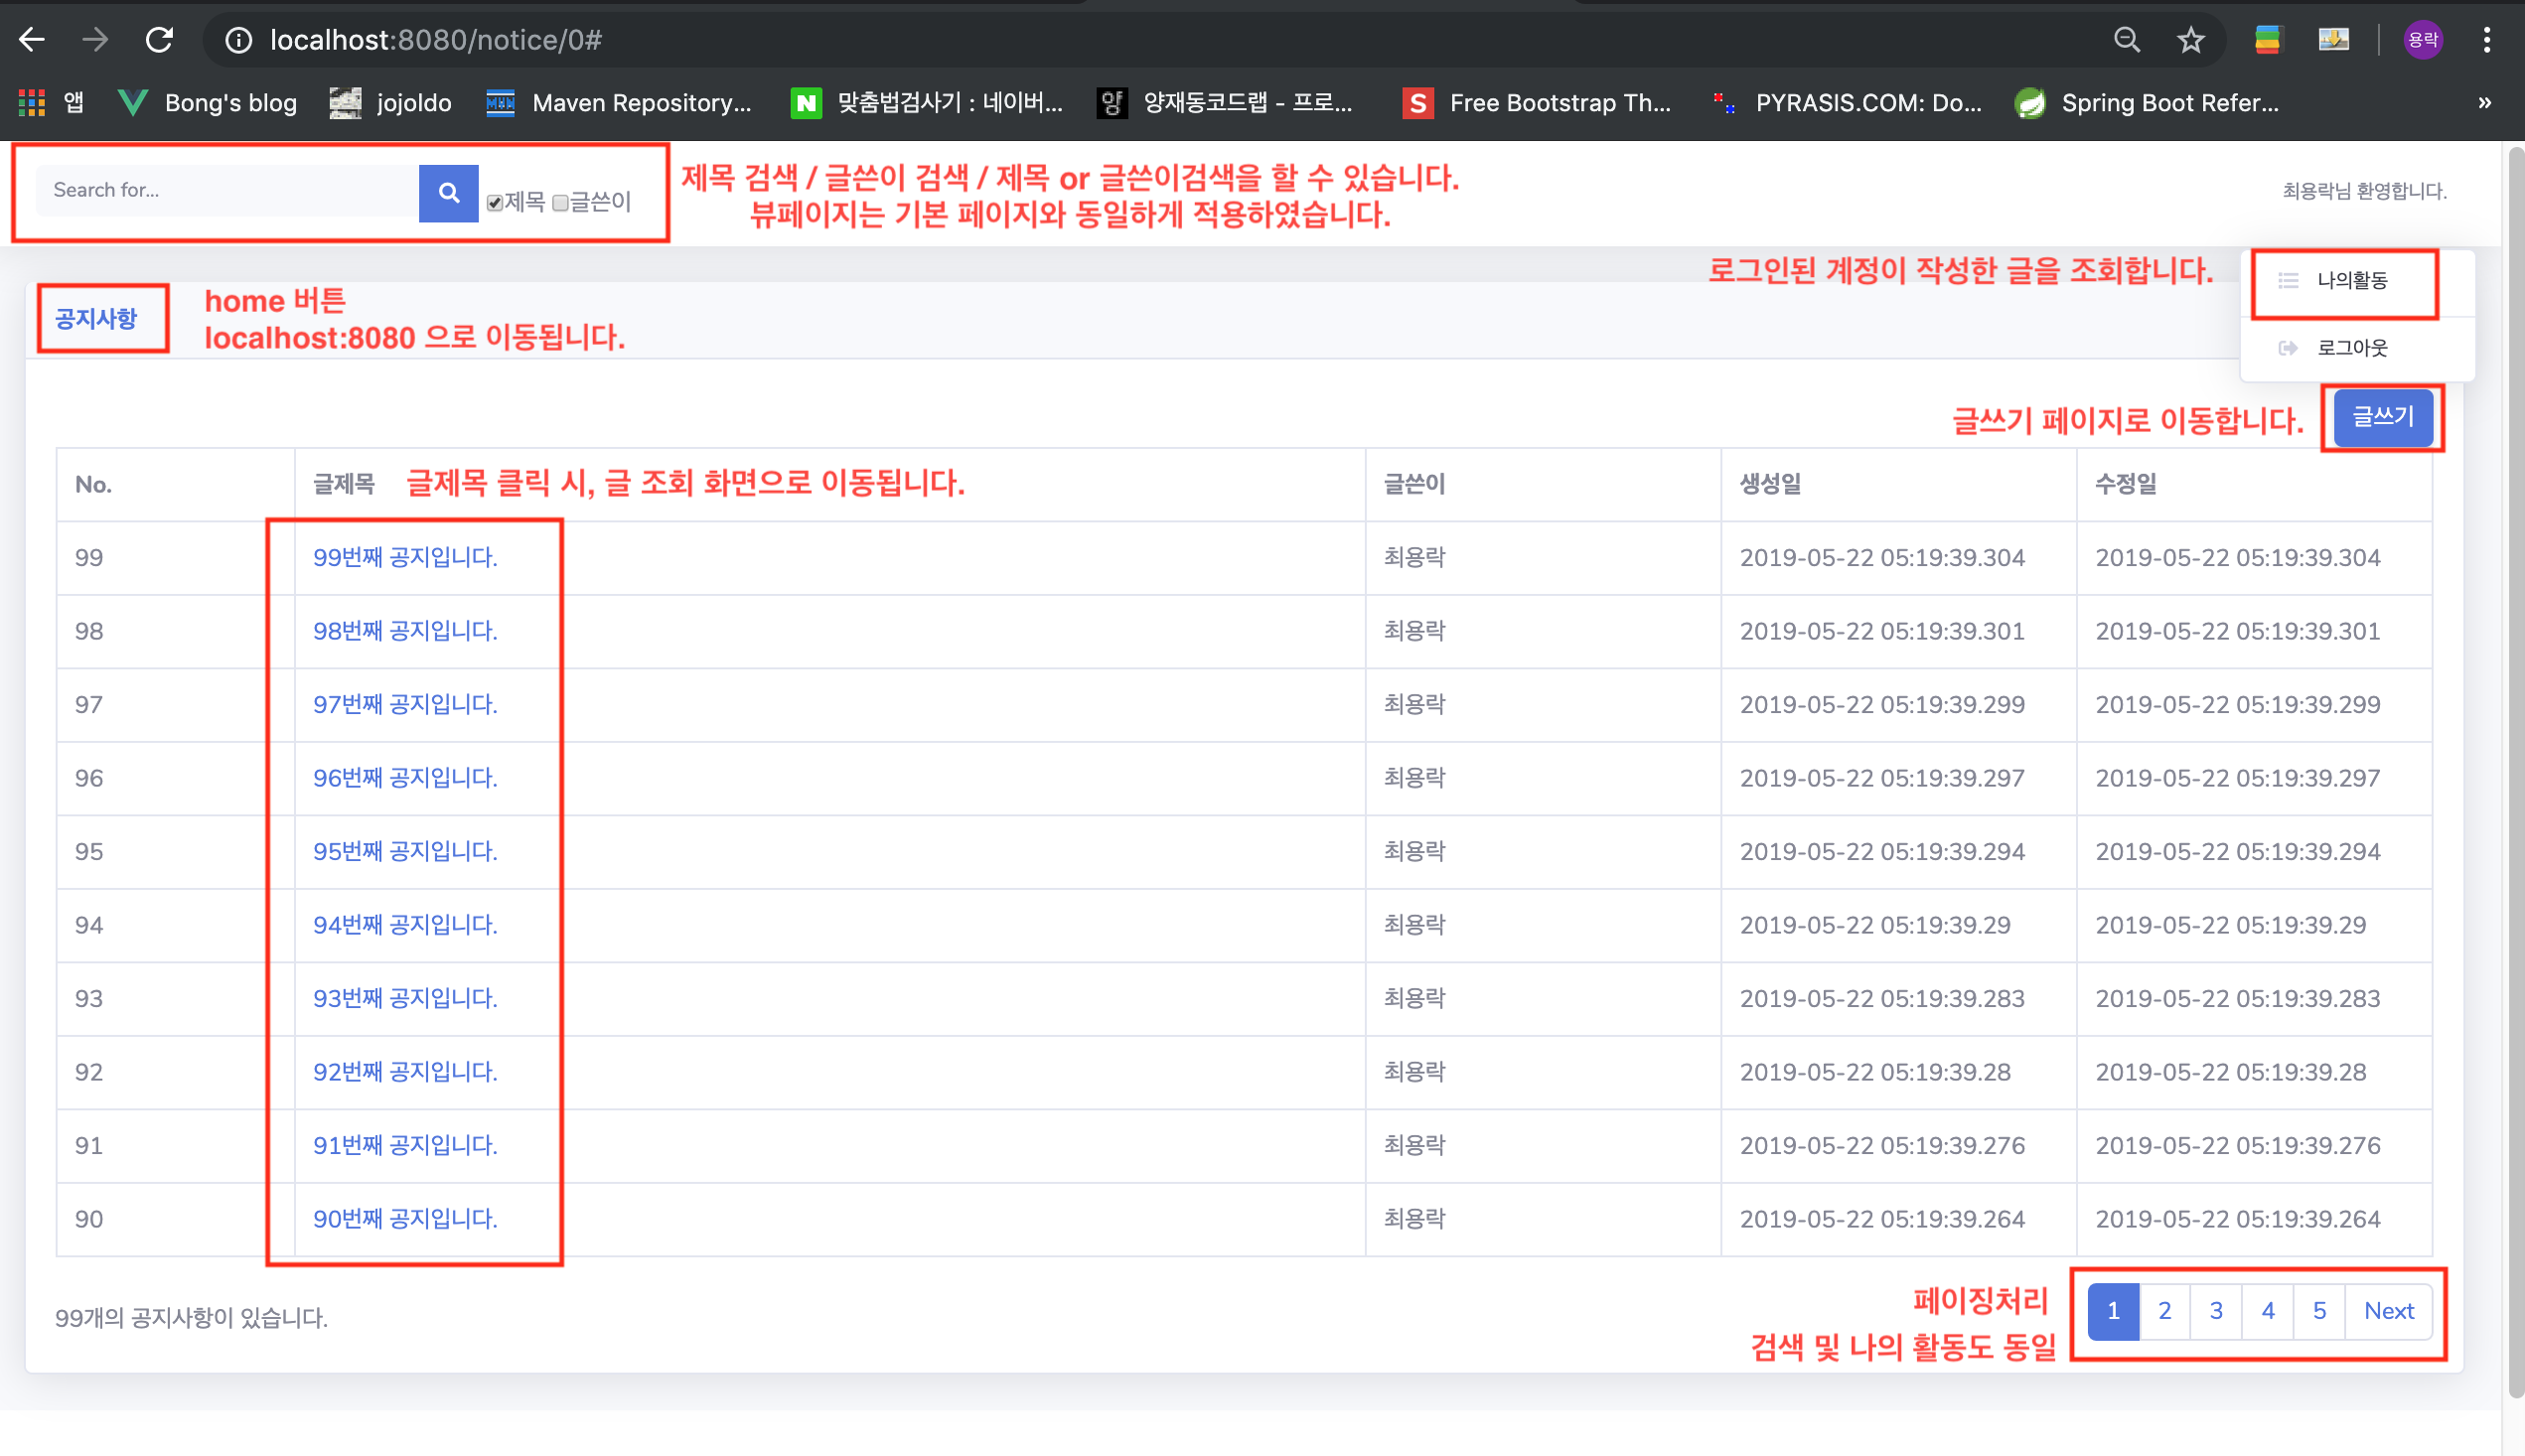 localhost:8080/notice/0#
용락
앱 Bong's blog jojoldo Maven Repository... 맞춤법검사기 : 네이버... 양재동코드랩 - 프로... Free Bootstrap Th... PYRASIS.COM: Do... Spring Boot Refer... »
Search for... 제목 글쓴이
제목 검색 / 글쓴이 검색 / 제목 or 글쓴이검색을 할 수 있습니다.
뷰페이지는 기본 페이지와 동일하게 적용하였습니다.
최용락님 환영합니다.
로그인된 계정이 작성한 글을 조회합니다. 나의활동
로그아웃
공지사항
home 버튼
localhost:8080 으로 이동됩니다.
글쓰기 페이지로 이동합니다. 글쓰기
No. 글제목 글제목 클릭 시, 글 조회 화면으로 이동됩니다. 글쓴이 생성일 수정일
99 99번째 공지입니다. 최용락 2019-05-22 05:19:39.304 2019-05-22 05:19:39.304
98 98번째 공지입니다. 최용락 2019-05-22 05:19:39.301 2019-05-22 05:19:39.301
97 97번째 공지입니다. 최용락 2019-05-22 05:19:39.299 2019-05-22 05:19:39.299
96 96번째 공지입니다. 최용락 2019-05-22 05:19:39.297 2019-05-22 05:19:39.297
95 95번째 공지입니다. 최용락 2019-05-22 05:19:39.294 2019-05-22 05:19:39.294
94 94번째 공지입니다. 최용락 2019-05-22 05:19:39.29 2019-05-22 05:19:39.29
93 93번째 공지입니다. 최용락 2019-05-22 05:19:39.283 2019-05-22 05:19:39.283
92 92번째 공지입니다. 최용락 2019-05-22 05:19:39.28 2019-05-22 05:19:39.28
91 91번째 공지입니다. 최용락 2019-05-22 05:19:39.276 2019-05-22 05:19:39.276
90 90번째 공지입니다. 최용락 2019-05-22 05:19:39.264 2019-05-22 05:19:39.264
99개의 공지사항이 있습니다.
페이징처리
검색 및 나의 활동도 동일
1 2 3 4 5 Next